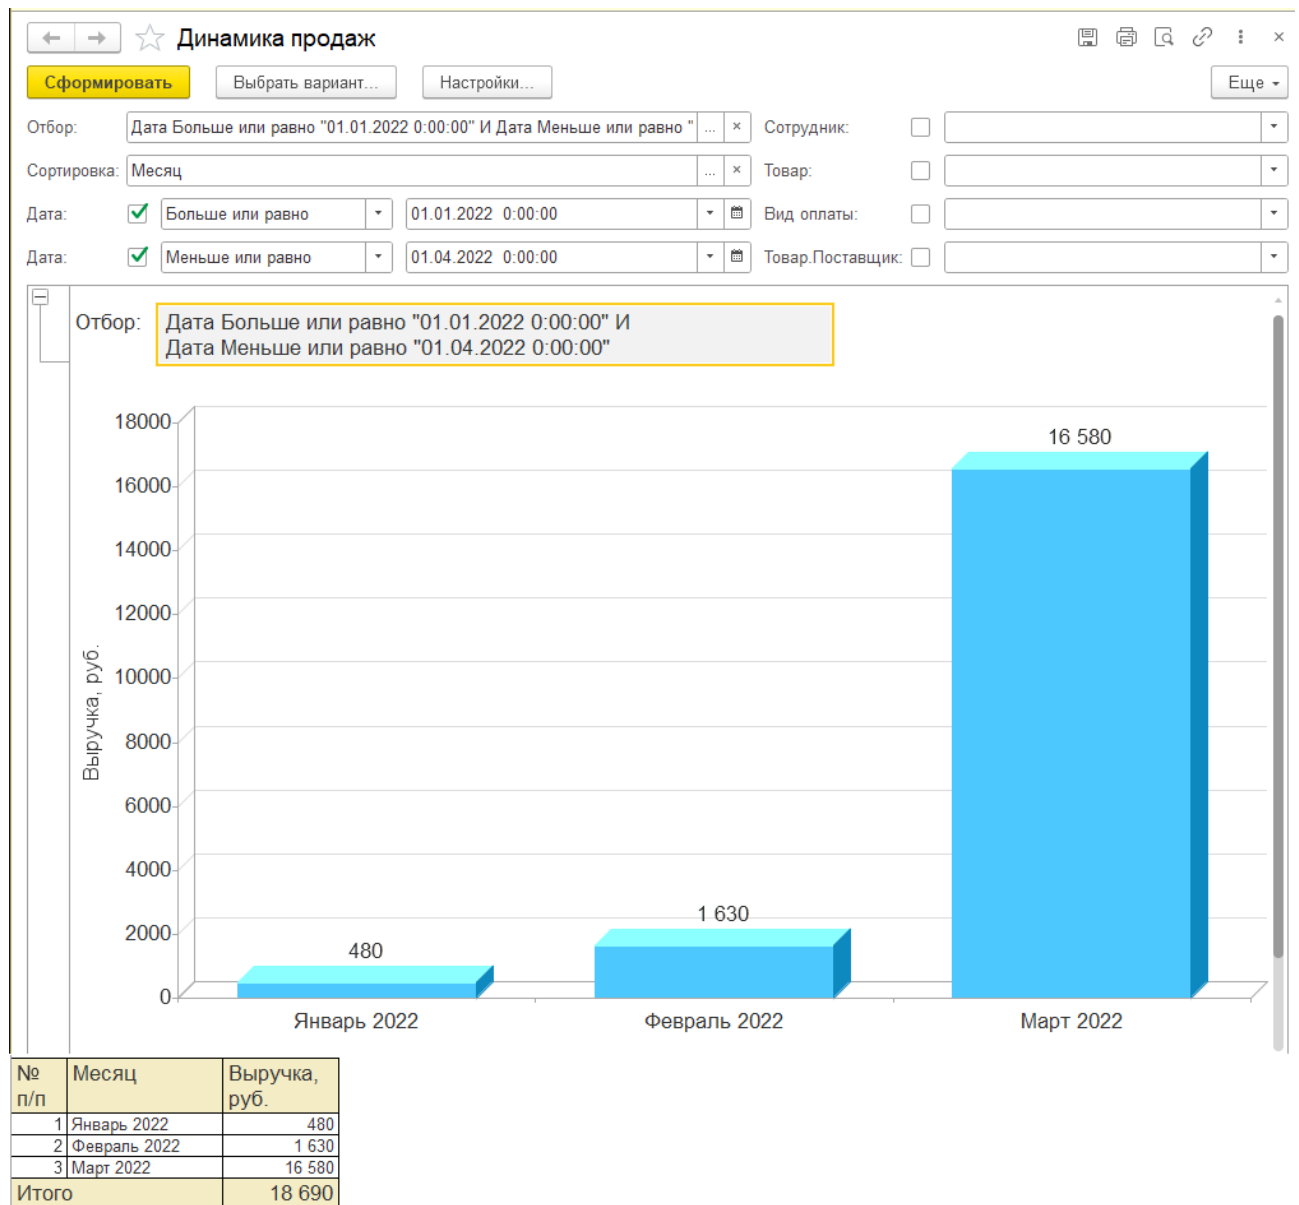 Динамика продаж
Сформировать Выбрать вариант... Настройки... Еще
Отбор: Дата Больше или равно "01.01.2022 0:00:00" И Дата Меньше или равно " ... × Сотрудник:
Сортировка: Месяц ... × Товар:
Дата: Больше или равно 01.01.2022 0:00:00 Вид оплаты:
Дата: Меньше или равно 01.04.2022 0:00:00 Товар.Поставщик:
Отбор: Дата Больше или равно "01.01.2022 0:00:00" И
Дата Меньше или равно "01.04.2022 0:00:00"
Выручка, руб.
18000
16000
14000
12000
10000
8000
6000
4000
2000
0
480
1 630
16 580
Январь 2022 Февраль 2022 Март 2022
№ п/п Месяц Выручка, руб.
1 Январь 2022 480
2 Февраль 2022 1 630
3 Март 2022 16 580
Итого 18 690